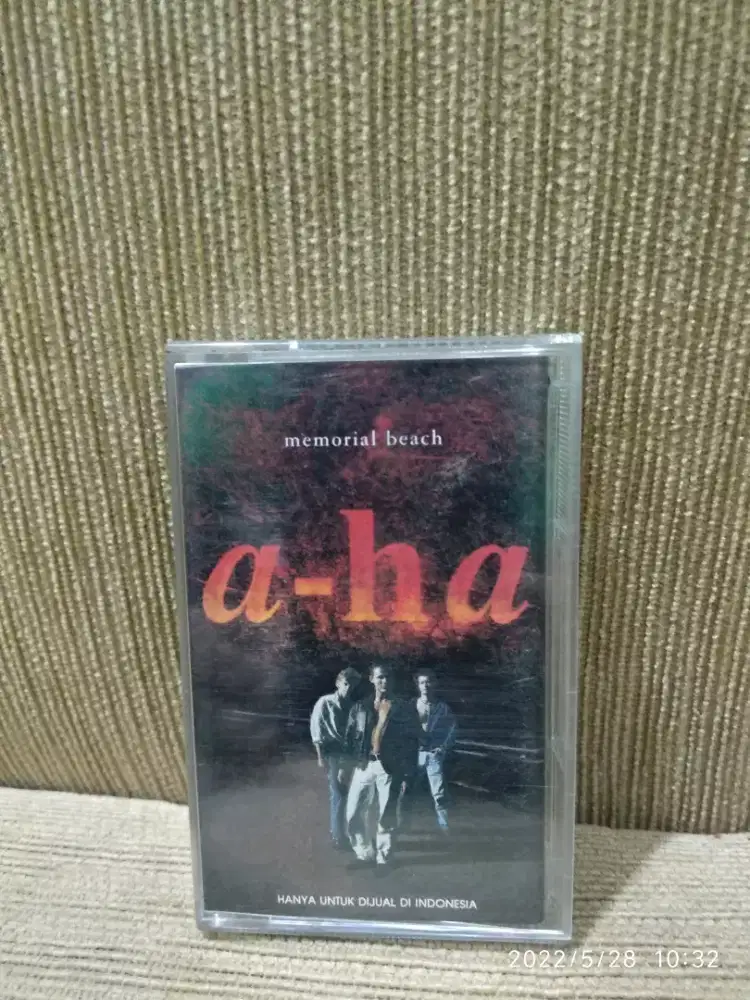 memorial beach
a-ha
HANYA UNTUK DIJUAL DI INDONESIA
2022/5/28 10:32